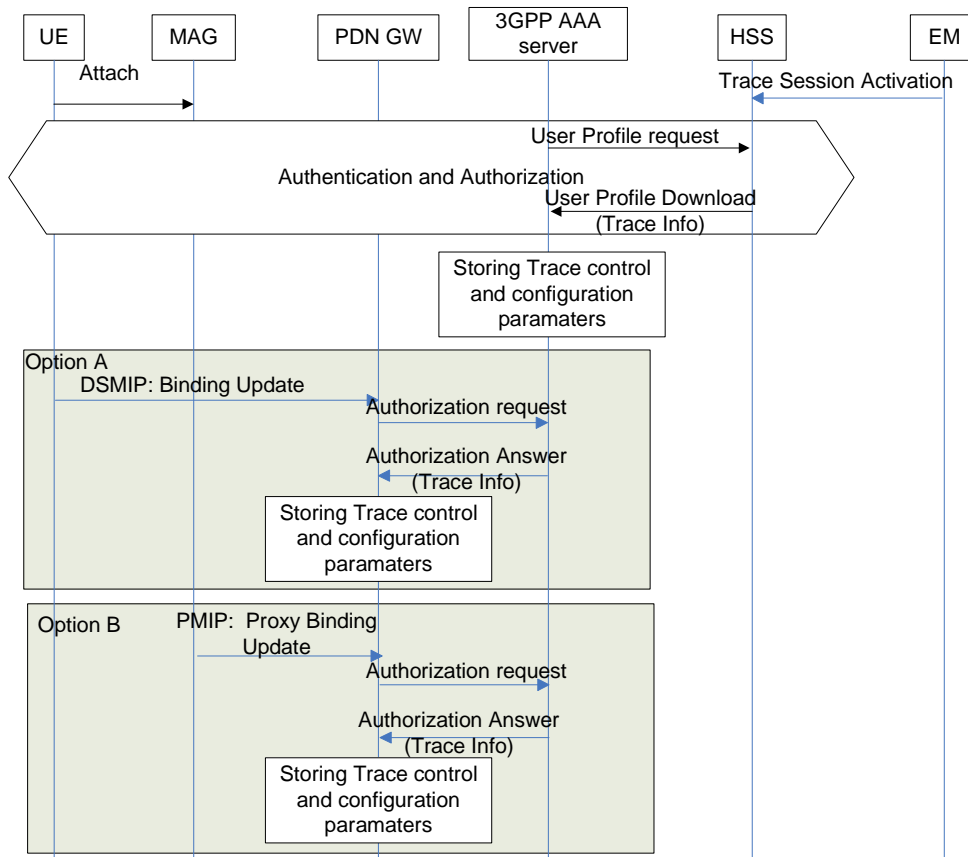 UE
MAG
PDN GW
3GPP AAA
server
HSS
EM
Attach
Trace Session Activation
User Profile request
Authentication and Authorization
User Profile Download
(Trace Info)
Storing Trace control
and configuration
paramaters
Option A
DSMIP: Binding Update
Authorization request
Authorization Answer
(Trace Info)
Storing Trace control
and configuration
paramaters
Option B
PMIP: Proxy Binding
Update
Authorization request
Authorization Answer
(Trace Info)
Storing Trace control
and configuration
paramaters